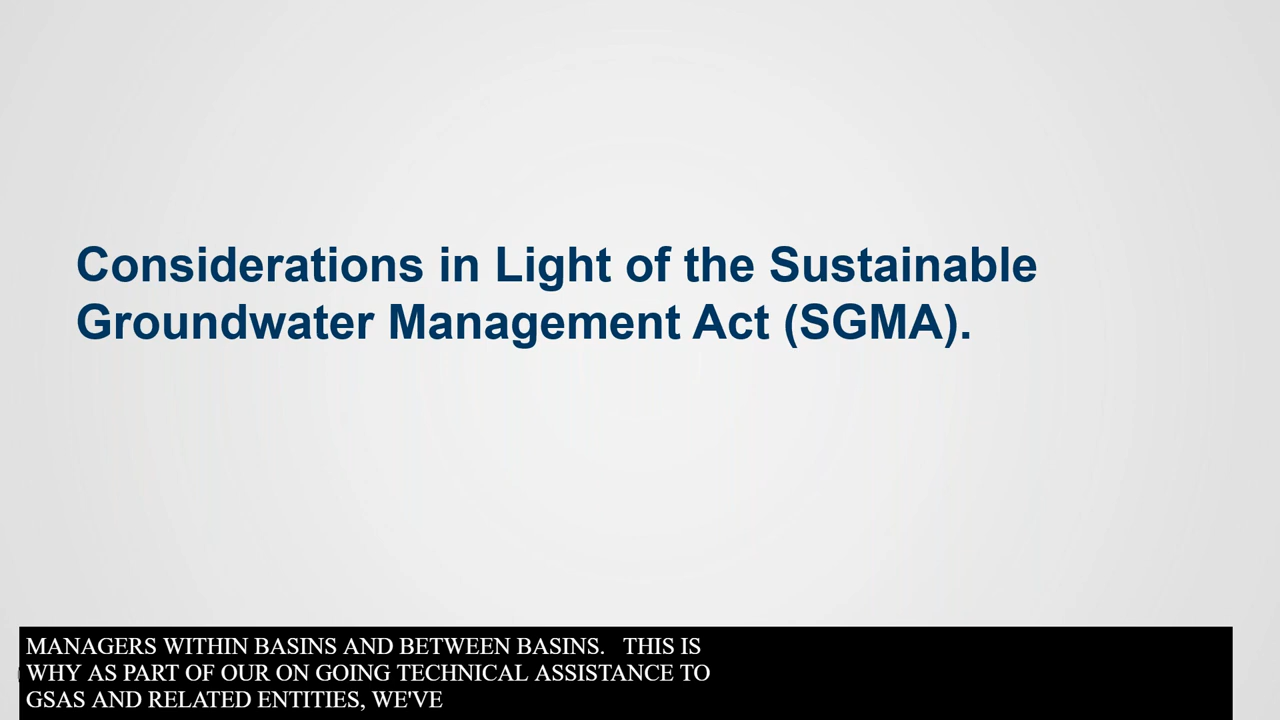 Considerations in Light of the Sustainable
Groundwater Management Act (SGMA).
MANAGERS WITHIN BASINS AND BETWEEN BASINS. THIS IS
WHY AS PART OF OUR ON GOING TECHNICAL ASSISTANCE TO
GSAS AND RELATED ENTITIES, WE'VE